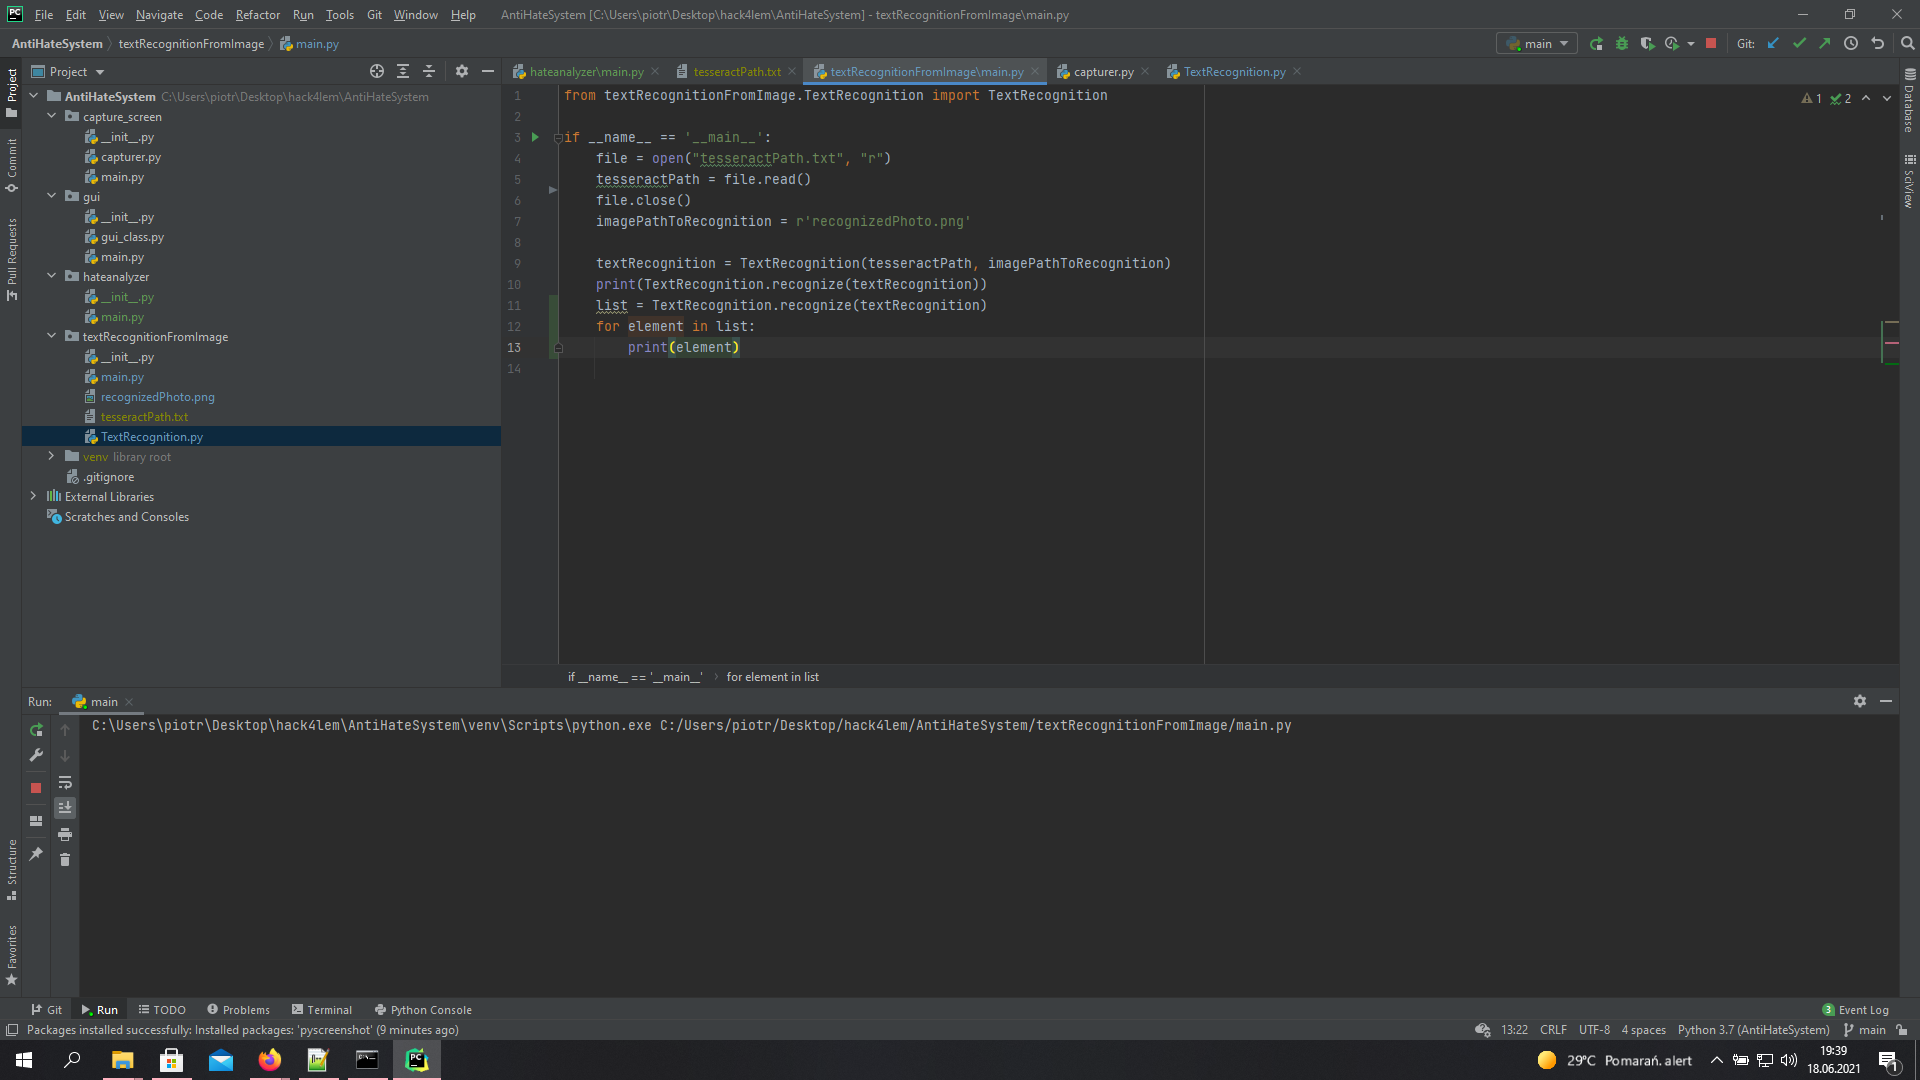 PC File Edit View Navigate Code Refactor Run Tools Git Window Help AntiHateSystem [C:\Users\piotr\Desktop\hack4lem\AntiHateSystem] - textRecognitionFromImage\main.py
AntiHateSystem textRecognitionFromImage main.py
main Git:
Project
hateanalyzer\main.py tesseractPath.txt textRecognitionFromImage\main.py capturer.py TextRecognition.py
AntiHateSystem C:\Users\piotr\Desktop\hack4lem\AntiHateSystem
capture_screen
__init__.py
capturer.py
main.py
gui
__init__.py
gui_class.py
main.py
hateanalyzer
__init__.py
main.py
textRecognitionFromImage
__init__.py
main.py
recognizedPhoto.png
tesseractPath.txt
TextRecognition.py
venv library root
.gitignore
External Libraries
Scratches and Consoles
Project
Commit
Pull Requests
Structure
Favorites
1 from textRecognitionFromImage.TextRecognition import TextRecognition
2
3 if __name__ == '__main__':
4 file = open("tesseractPath.txt", "r")
5 tesseractPath = file.read()
6 file.close()
7 imagePathToRecognition = r'recognizedPhoto.png'
8
9 textRecognition = TextRecognition(tesseractPath, imagePathToRecognition)
10 print(TextRecognition.recognize(textRecognition))
11 list = TextRecognition.recognize(textRecognition)
12 for element in list:
13 print(element)
14
1 2
Database
SciView
if __name__ == '__main__' for element in list
Run: main
C:\Users\piotr\Desktop\hack4lem\AntiHateSystem\venv\Scripts\python.exe C:/Users/piotr/Desktop/hack4lem/AntiHateSystem/textRecognitionFromImage/main.py
Git Run TODO Problems Terminal Python Console 3 Event Log
Packages installed successfully: Installed packages: 'pyscreenshot' (9 minutes ago) 13:22 CRLF UTF-8 4 spaces Python 3.7 (AntiHateSystem) main
PC 29°C Pomarań. alert 19:39
18.06.2021 1